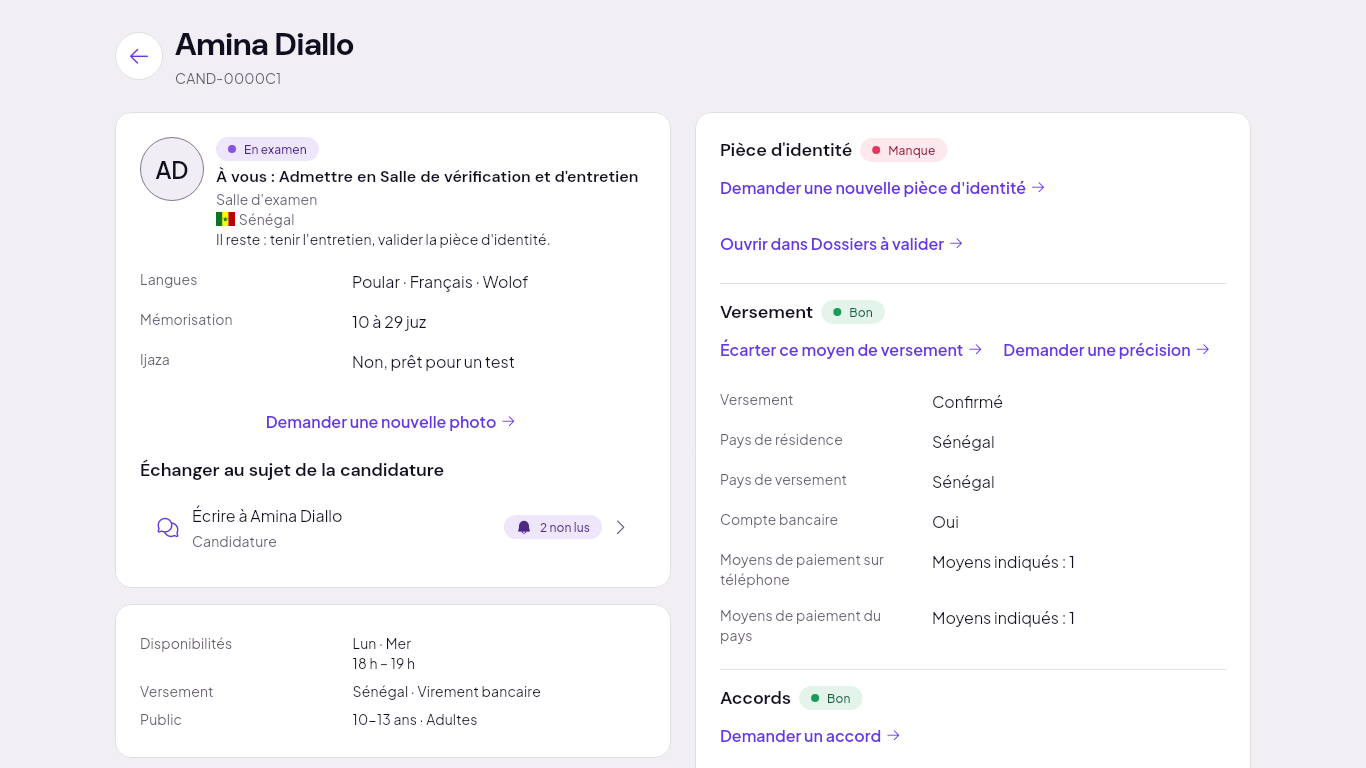 Amina Diallo
CAND-0000C1
AD
En examen
À vous : Admettre en Salle de vérification et d'entretien
Salle d'examen
Sénégal
Il reste : tenir l'entretien, valider la pièce d'identité.
Langues
Poular · Français · Wolof
Mémorisation
10 à 29 juz
Ijaza
Non, prêt pour un test
Demander une nouvelle photo
Échanger au sujet de la candidature
Écrire à Amina Diallo
Candidature
2 non lus
Disponibilités
Lun · Mer
18 h – 19 h
Versement
Sénégal · Virement bancaire
Public
10–13 ans · Adultes
Pièce d'identité
Manque
Demander une nouvelle pièce d'identité
Ouvrir dans Dossiers à valider
Versement
Bon
Écarter ce moyen de versement
Demander une précision
Versement
Confirmé
Pays de résidence
Sénégal
Pays de versement
Sénégal
Compte bancaire
Oui
Moyens de paiement sur
téléphone
Moyens indiqués : 1
Moyens de paiement du
pays
Moyens indiqués : 1
Accords
Bon
Demander un accord